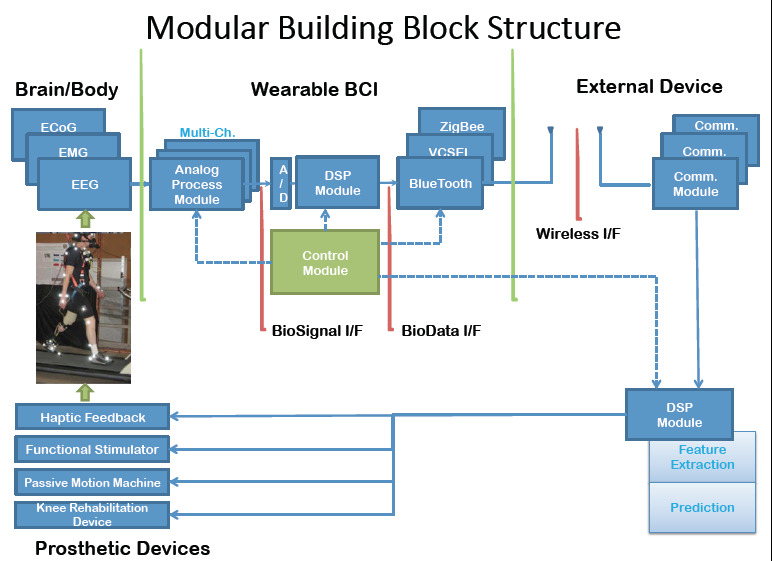 Modular Building Block Structure
Brain/Body
Wearable BCI
External Device
ECoG
EMG
EEG
Multi-Ch.
Analog
Process
Module
A
/
D
DSP
Module
ZigBee
VCSEL
BlueTooth
Comm.
Comm.
Comm.
Module
Wireless I/F
Control
Module
BioSignal I/F
BioData I/F
Haptic Feedback
Functional Stimulator
Passive Motion Machine
Knee Rehabilitation
Device
DSP
Module
Feature
Extraction
Prediction
Prosthetic Devices